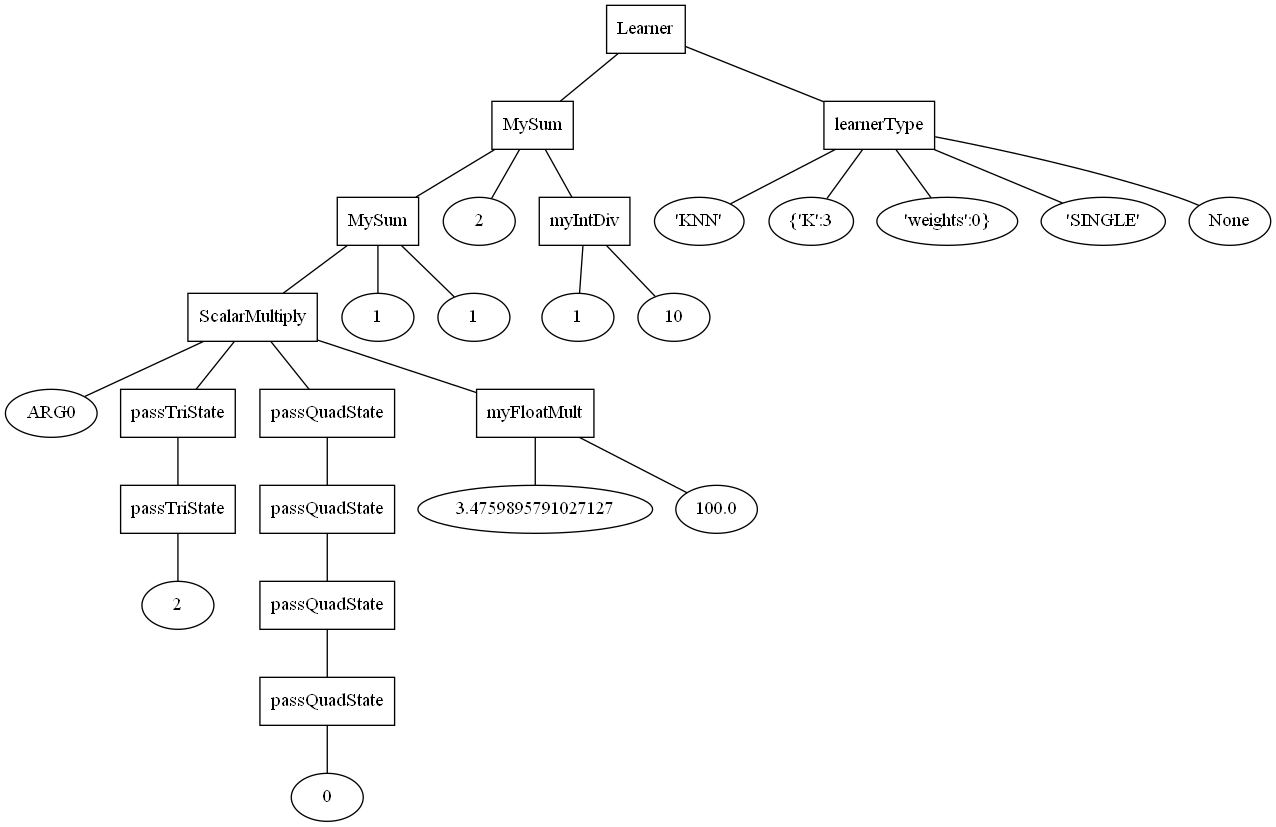 Learner
MySum
learnerType
MySum
2
myIntDiv
'KNN'
{'K':3
'weights':0}
'SINGLE'
None
ScalarMultiply
1
1
1
10
ARG0
passTriState
passQuadState
myFloatMult
passTriState
passQuadState
3.4759895791027127
100.0
2
passQuadState
passQuadState
0